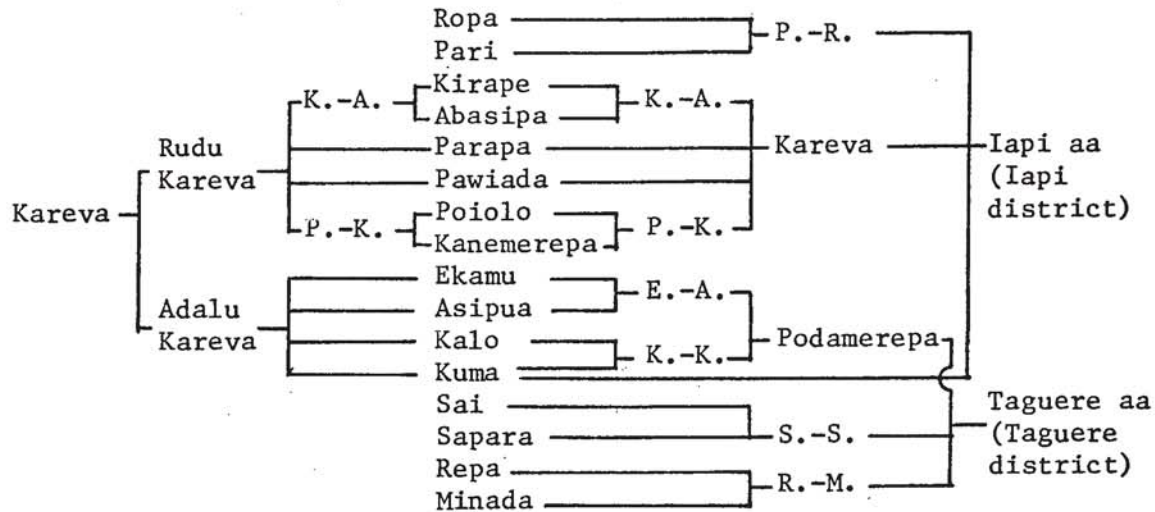 Ropa
Pari
P.-R.
K.-A.
Kirape
Abasipa
K.-A.
Rudu
Kareva
Parapa
Kareva
Iapi aa
(Iapi
district)
Pawiada
Kareva
P.-K.
Poiolo
Kanemerepa
P.-K.
Adalu
Kareva
Ekamu
Asipua
E.-A.
Kalo
Kuma
K.-K.
Podamerepa
Sai
Sapara
S.-S.
Taguere aa
(Taguere
district)
Repa
Minada
R.-M.